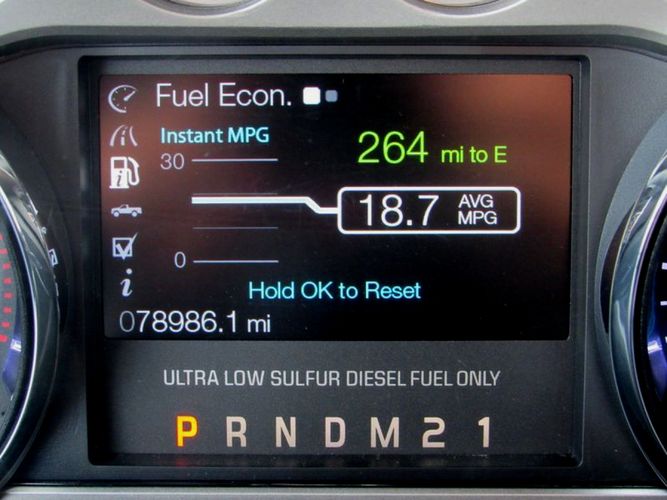 Fuel Econ.
Instant MPG
30
264 mi to E
18.7 AVG MPG
0
Hold OK to Reset
078986.1 mi
ULTRA LOW SULFUR DIESEL FUEL ONLY
P R N D M 2 1